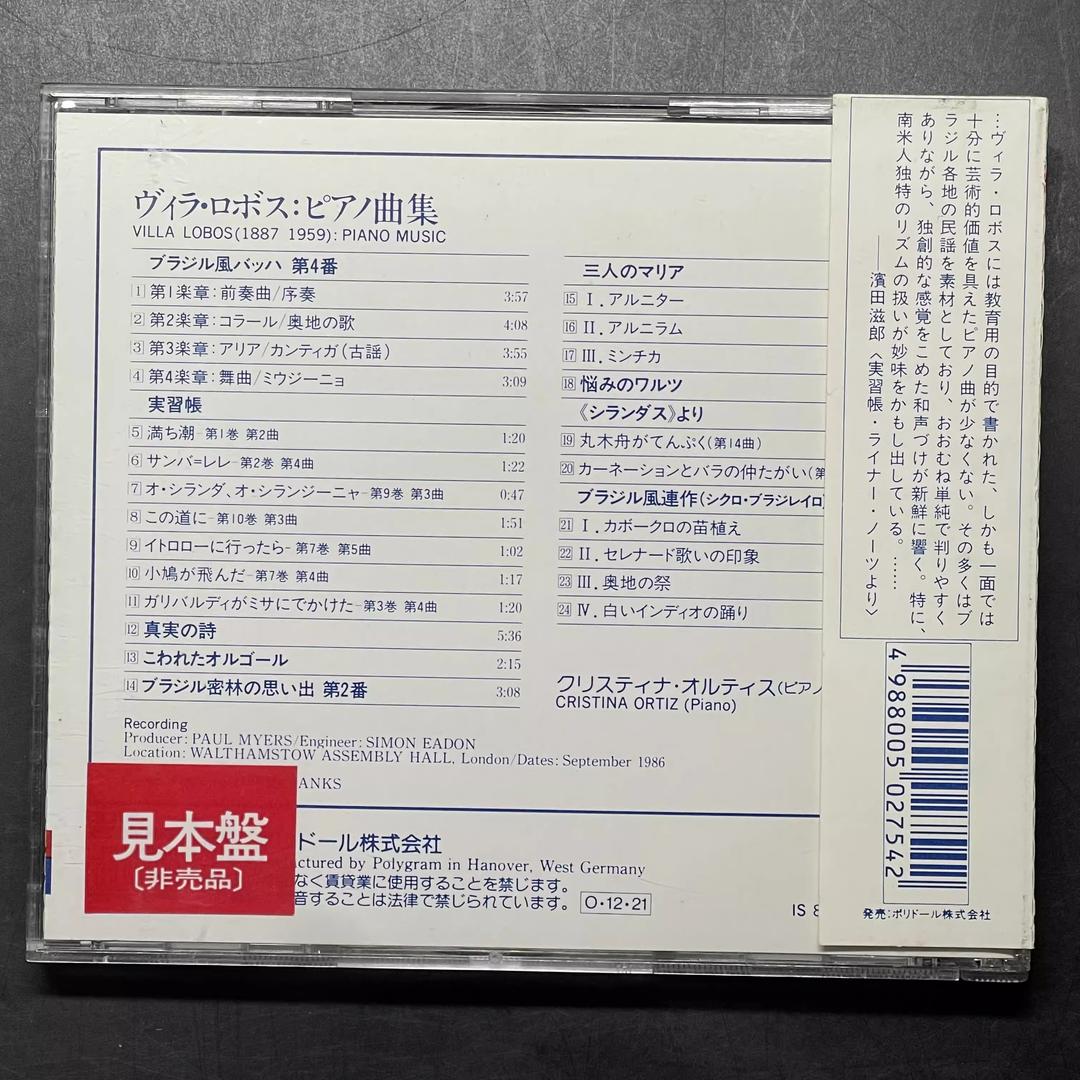 ヴィラ・ロボス：ピアノ曲集
VILLA LOBOS(1887 1959): PIANO MUSIC
ブラジル風バッハ 第4番
1 第1楽章：前奏曲/序奏 3:57
2 第2楽章：コラール/奥地の歌 4:08
3 第3楽章：アリア/カンティガ(古謡) 3:55
4 第4楽章：舞曲/ミウジーニョ 3:09
実習帳
5 満ち潮-第1巻 第2曲 1:20
6 サンバ=レレ-第2巻 第4曲 1:22
7 オ・シランダ、オ・シランジーニャ-第9巻 第3曲 0:47
8 この道に-第10巻 第3曲 1:51
9 イトロローに行ったら-第7巻 第5曲 1:02
10 小鳩が飛んだ-第7巻 第4曲 1:17
11 ガリバルディがミサにでかけた-第3巻 第4曲 1:20
12 真実の詩 5:36
13 こわれたオルゴール 2:15
14 ブラジル密林の思い出 第2番 3:08
三人のマリア
15 I．アルニター
16 II．アルニラム
17 III．ミンチカ
18 悩みのワルツ
《シランダス》より
19 丸木舟がてんぷく(第14曲)
20 カーネーションとバラの仲たがい(第
ブラジル風連作(シクロ・ブラジレイロ
21 I．カボークロの苗植え
22 II．セレナード歌いの印象
23 III．奥地の祭
24 IV．白いインディオの踊り
クリスティナ・オルティス(ピアノ
CRISTINA ORTIZ (Piano)
Recording
Producer: PAUL MYERS/Engineer: SIMON EADON
Location: WALTHAMSTOW ASSEMBLY HALL, London/Dates: September 1986
ANKS
見本盤
〔非売品〕
ドール株式会社
ctured by Polygram in Hanover, West Germany
なく賃貸業に使用することを禁じます。
音することは法律で禁じられています。 O・12・21
IS 8
…ヴィラ・ロボスには教育用の目的で書かれた、しかも一面では
十分に芸術的価値を具えたピアノ曲が少なくない。その多くはブ
ラジル各地の民謡を素材としており、おおむね単純で判りやすく
ありながら、独創的な感覚をこめた和声づけが新鮮に響く。特に、
南米人独特のリズムの扱いが妙味をかもし出している。……
――濱田滋郎〈実習帳・ライナー・ノーツより〉
4 988005 027542
発売：ポリドール株式会社